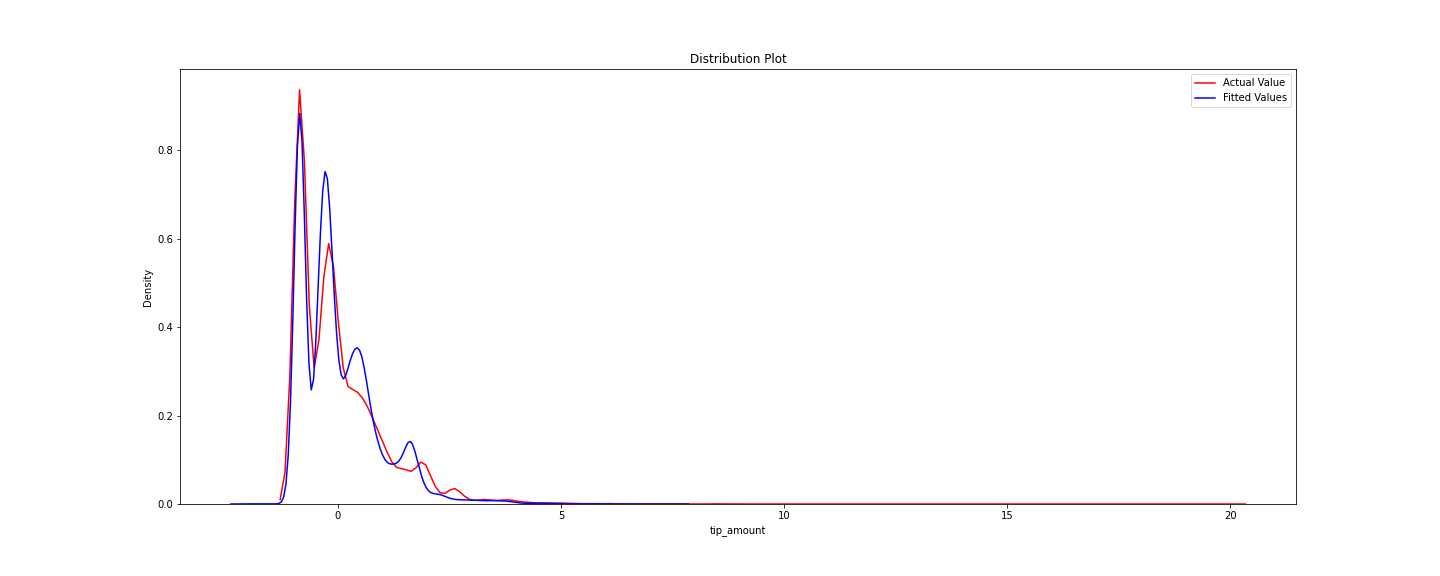 Distribution Plot
Actual Value
Fitted Values
Density
0.8
0.6
0.4
0.2
0.0
0 5 10 15 20
tip_amount